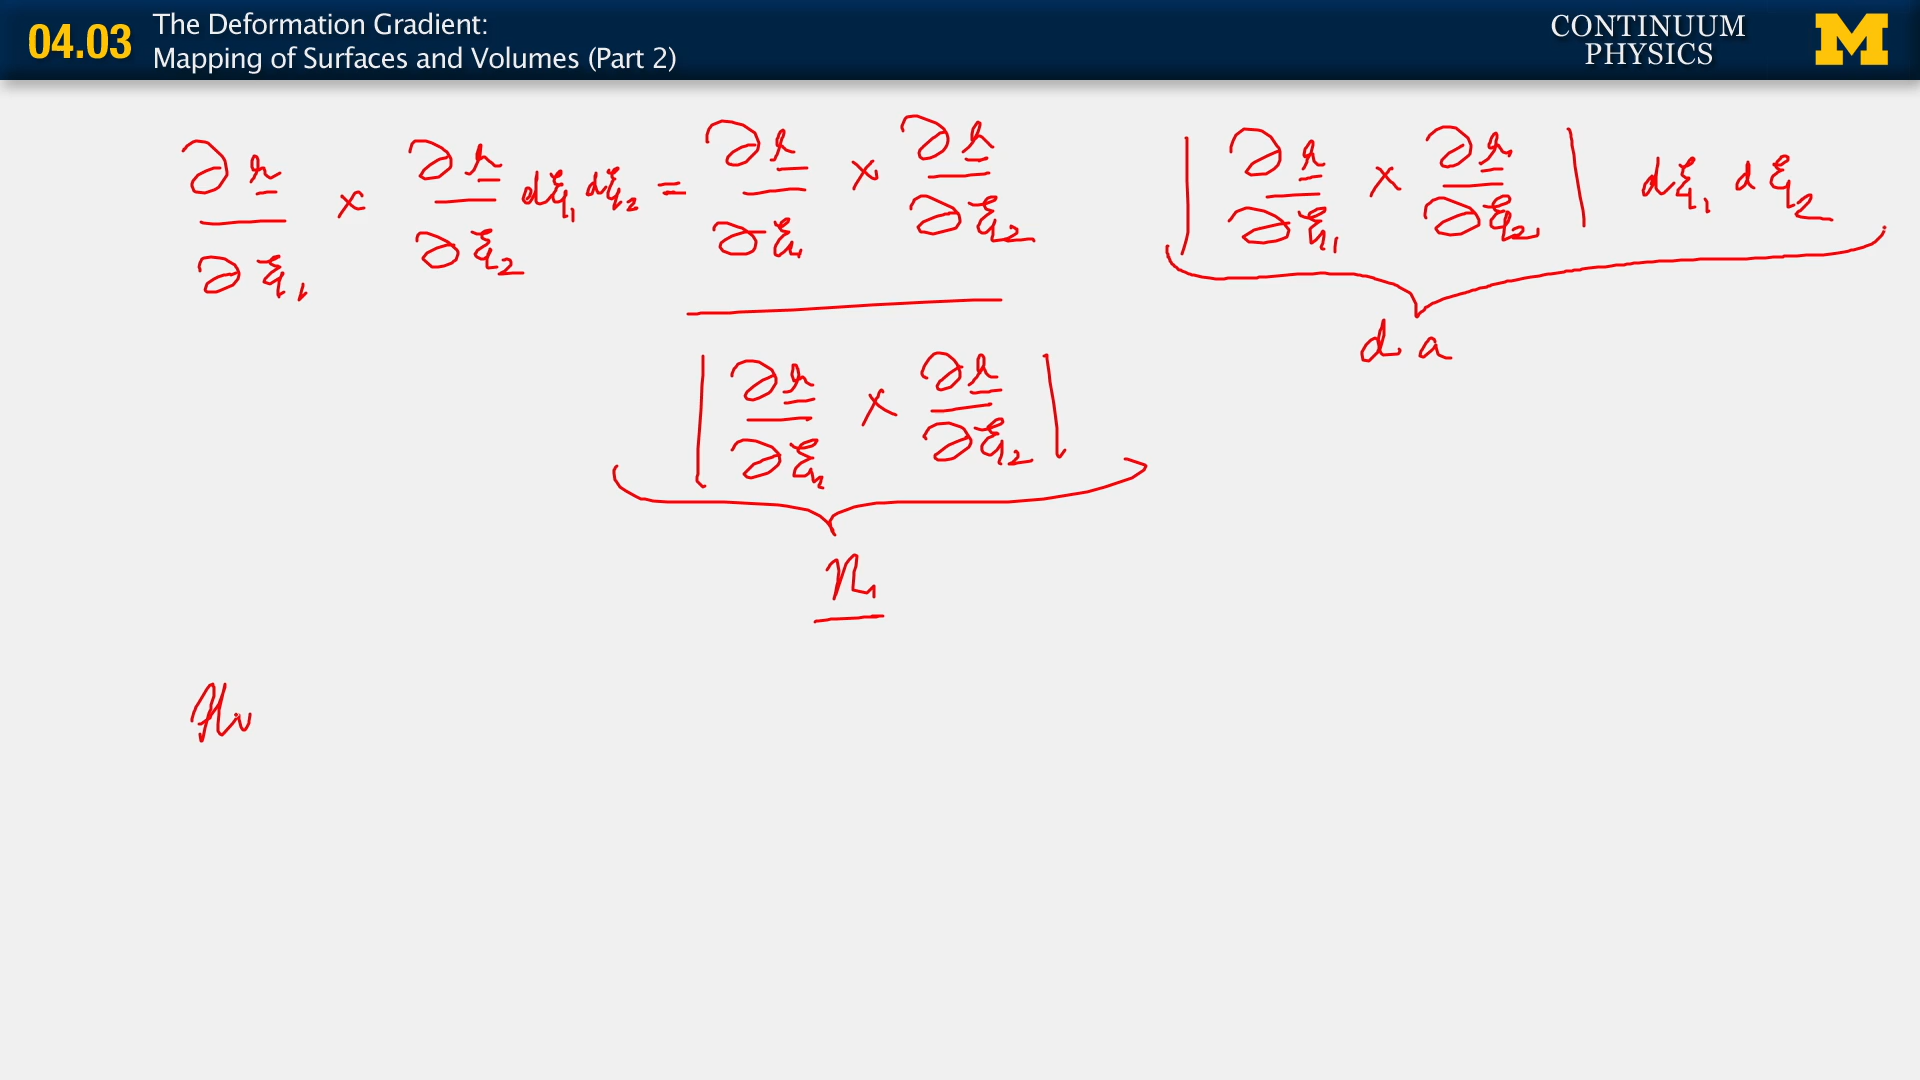 04.03 The Deformation Gradient:
Mapping of Surfaces and Volumes (Part 2)
CONTINUUM
PHYSICS
M
∂r/∂ξ₁ × ∂r/∂ξ₂ dξ₁ dξ₂ = ∂r/∂ξ₁ × ∂r/∂ξ₂ / |∂r/∂ξ₁ × ∂r/∂ξ₂| |∂r/∂ξ₁ × ∂r/∂ξ₂| dξ₁ dξ₂
da
n